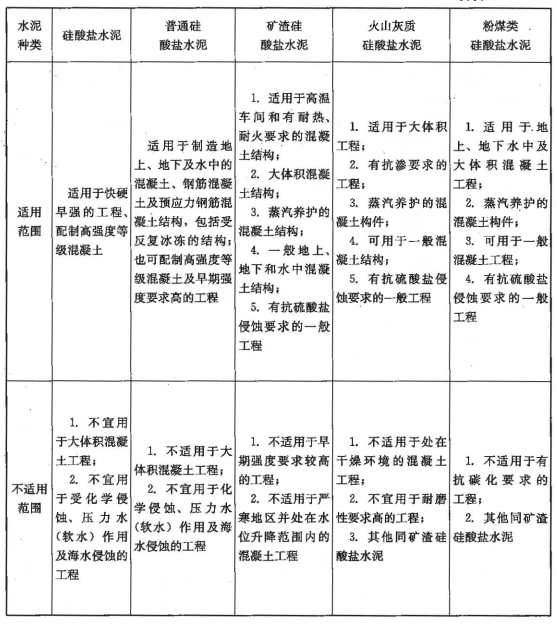 水泥
种类
硅酸盐水泥
普通硅
酸盐水泥
矿渣硅
酸盐水泥
火山灰质
硅酸盐水泥
粉煤类
硅酸盐水泥
适用
范围
适用于快硬
早强的工程、
配制高强度等
级混凝土
适用于制造地
上、地下及水中的
混凝土、钢筋混凝
土及预应力钢筋混
凝土结构，包括受
反复冰冻的结构；
也可配制高强度等
级混凝土及早期强
度要求高的工程
1. 适用于高温
车间和有耐热、
耐火要求的混凝
土结构；
2. 大体积混凝
土结构；
3. 蒸汽养护的
混凝土结构；
4. 一般地上、
地下和水中混凝
土结构；
5. 有抗硫酸盐
侵蚀要求的一般
工程
1. 适用于大体积
工程；
2. 有抗渗要求的
工程；
3. 蒸汽养护的混
凝土构件；
4. 可用于一般混
凝土结构；
5. 有抗硫酸盐侵
蚀要求的一般工程
1. 适用于地
上、地下水中及
大体积混凝土
工程；
2. 蒸汽养护的
混凝土构件；
3. 可用于一般
混凝土工程；
4. 有抗硫酸盐
侵蚀要求的一般
工程
不适用
范围
1. 不宜用
于大体积混凝
土工程；
2. 不宜用
于受化学侵
蚀、压力水
（软水）作用
及海水侵蚀的
工程
1. 不适用于大
体积混凝土工程；
2. 不宜用于化
学侵蚀、压力水
（软水）作用及海
水侵蚀的工程
1. 不适用于早
期强度要求较高
的工程；
2. 不适用于严
寒地区并处在水
位升降范围内的
混凝土工程
1. 不适用于处在
干燥环境的混凝土
工程；
2. 不宜用于耐磨
性要求高的工程；
3. 其他同矿渣硅
酸盐水泥
1. 不适用于有
抗碳化要求的
工程；
2. 其他同矿渣
硅酸盐水泥